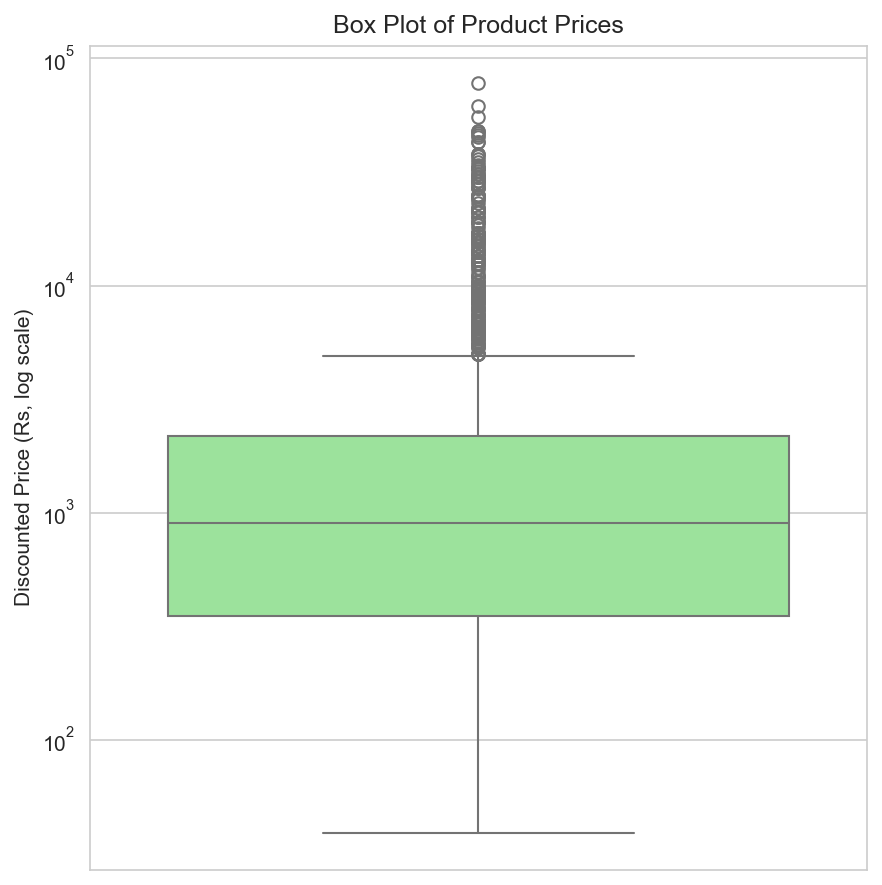 Box Plot of Product Prices
10^5
10^4
10^3
10^2
Discounted Price (Rs, log scale)